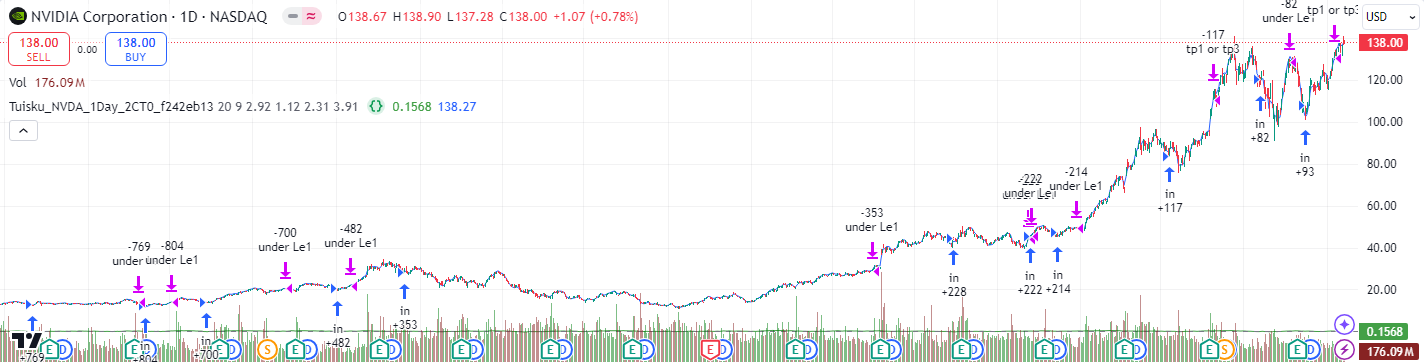 NVIDIA Corporation · 1D · NASDAQ O138.67 H138.90 L137.28 C138.00 +1.07 (+0.78%)
138.00 SELL 0.00 138.00 BUY
Vol 176.09M
Tuisku_NVDA_1Day_2CT0_f242eb13 20 9 2.92 1.12 2.31 3.91 {} 0.1568 138.27
USD
138.00
120.00
100.00
80.00
60.00
40.00
20.00
0.1568
176.09M
-769
under
-804
under Le1
-700
under Le1
-482
under Le1
-353
under Le1
-222
under Le1
-214
under Le1
-117
tp1 or tp3
-82
under Le1
tp1 or tp3
+769
in
+804
in
+700
in
+482
in
+353
in
+228
in
+222
in
+214
in
+117
in
+82
in
+93
E D
E D
E D
S
E D
E D
E D
E D
E D
E D
E D
E D
E D
E D
E S
E D